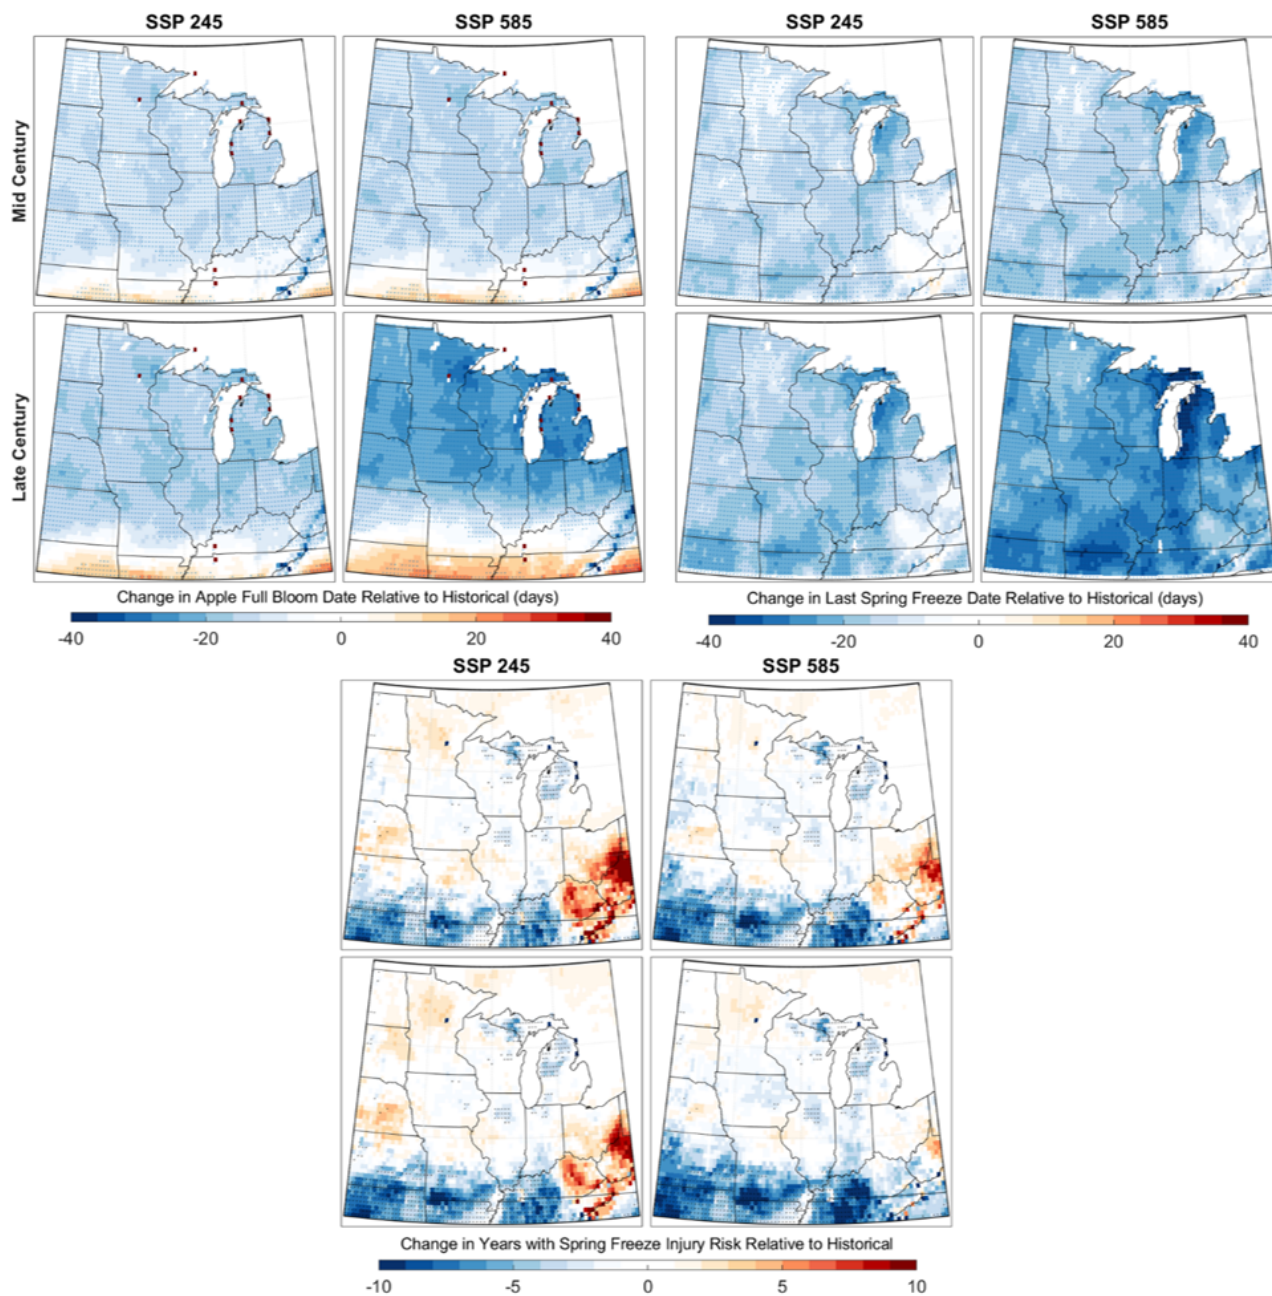 SSP 245
SSP 585
SSP 245
SSP 585
Mid Century
Late Century
Change in Apple Full Bloom Date Relative to Historical (days)
-40
-20
0
20
40
Change in Last Spring Freeze Date Relative to Historical (days)
-40
-20
0
20
40
SSP 245
SSP 585
Change in Years with Spring Freeze Injury Risk Relative to Historical
-10
-5
0
5
10